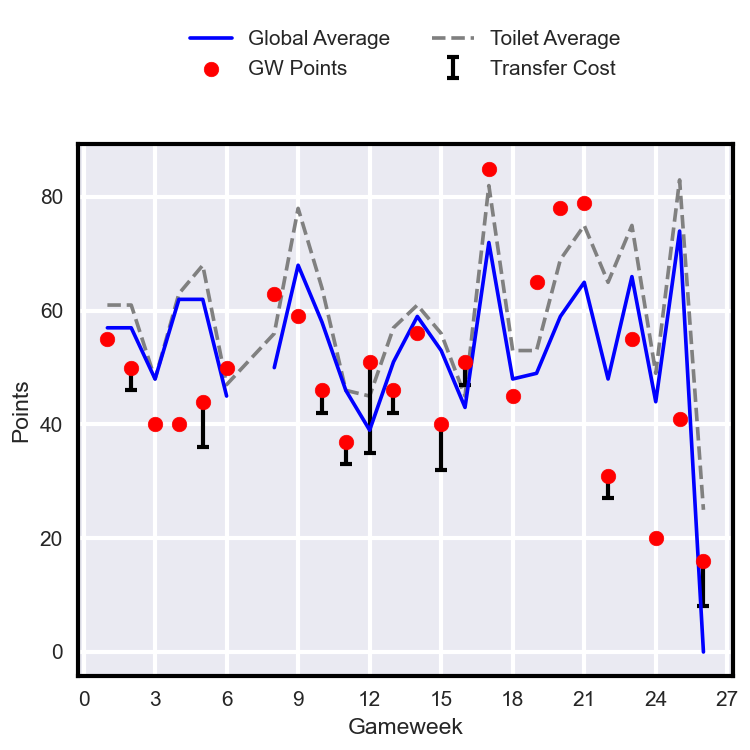 Global Average
Toilet Average
GW Points
Transfer Cost
Points
80
60
40
20
0
0 3 6 9 12 15 18 21 24 27
Gameweek